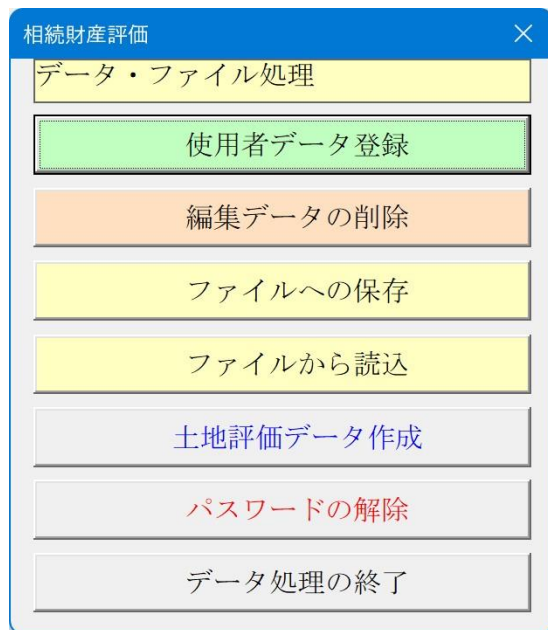 相続財産評価
データ・ファイル処理
使用者データ登録
編集データの削除
ファイルへの保存
ファイルから読込
土地評価データ作成
パスワードの解除
データ処理の終了